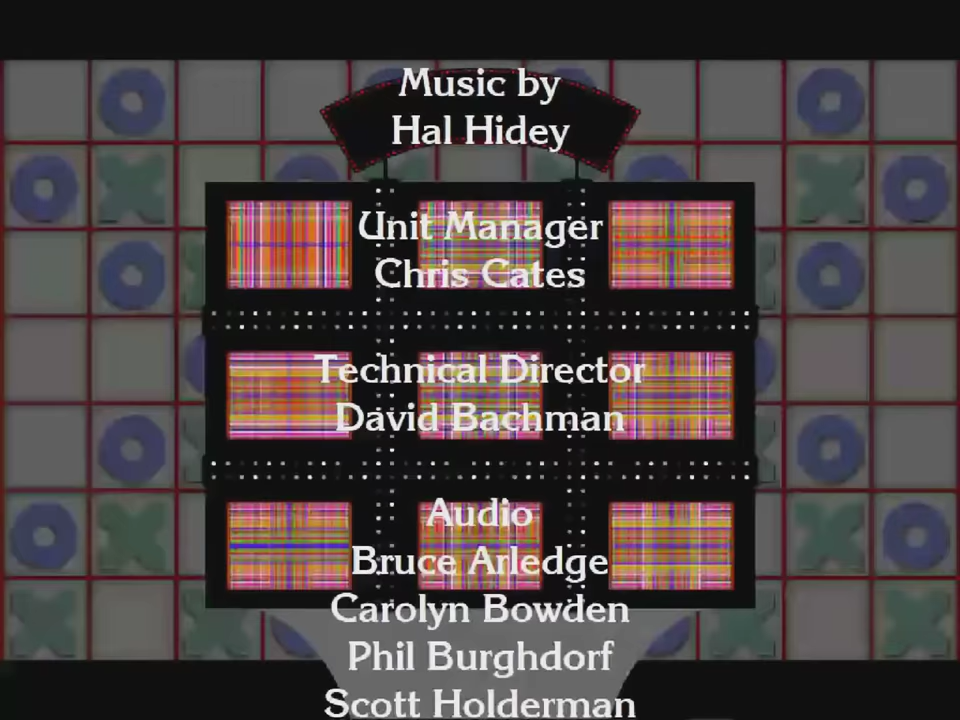 Music by
Hal Hidey
Unit Manager
Chris Cates
Technical Director
David Bachman
Audio
Bruce Arledge
Carolyn Bowden
Phil Burghdorf
Scott Holderman